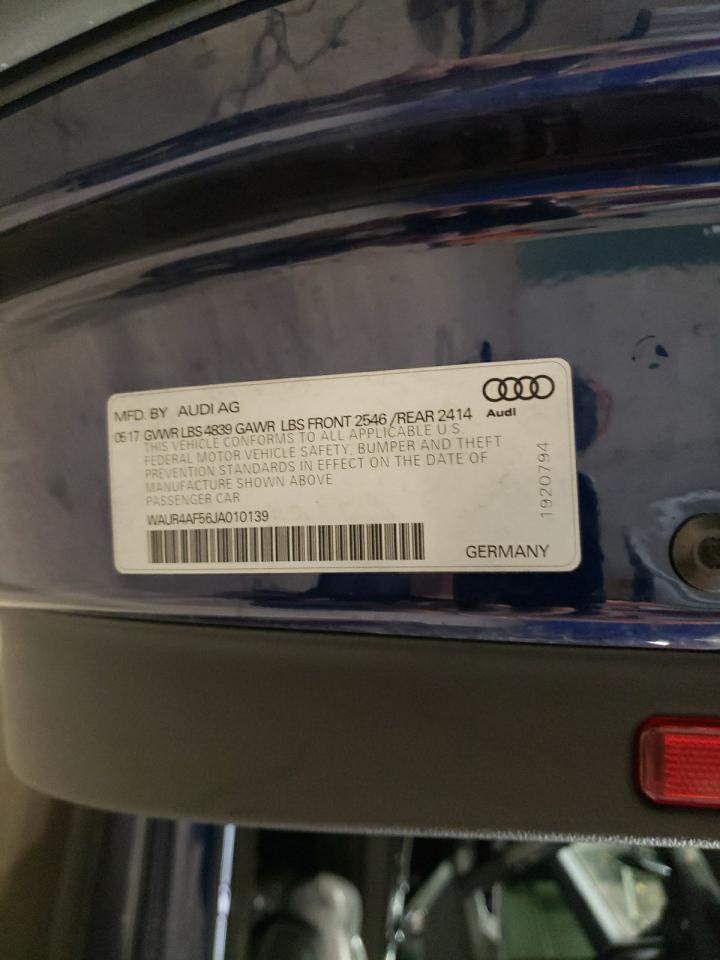 MFD. BY AUDI AG
Audi
0517 GVWR LBS 4839 GAWR LBS FRONT 2546 /REAR 2414
THIS VEHICLE CONFORMS TO ALL APPLICABLE U.S.
FEDERAL MOTOR VEHICLE SAFETY, BUMPER AND THEFT
PREVENTION STANDARDS IN EFFECT ON THE DATE OF
MANUFACTURE SHOWN ABOVE
PASSENGER CAR
WAUR4AF56JA010139
GERMANY
1920794